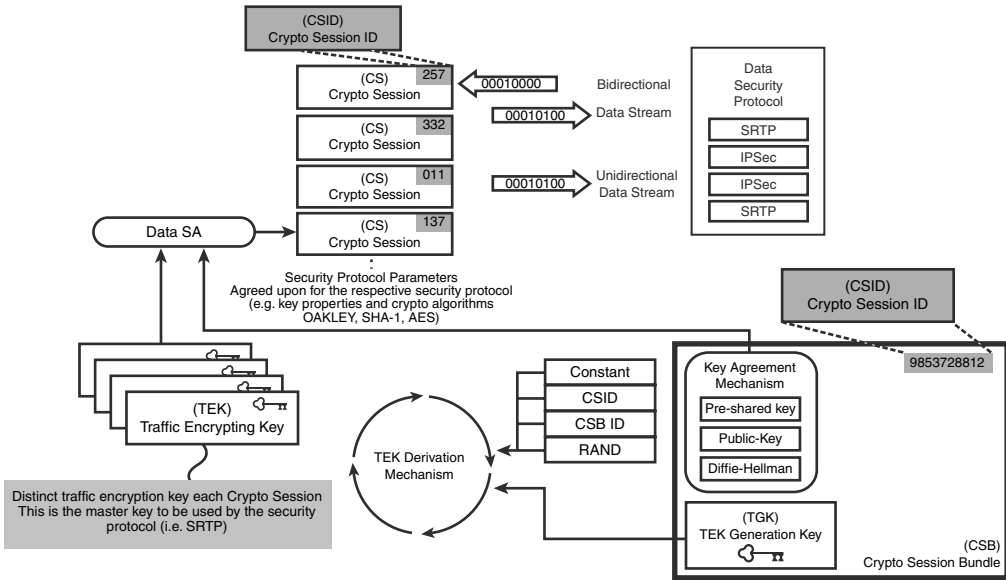 (CSID)
Crypto Session ID
(CS)
Crypto Session
257
(CS)
Crypto Session
332
(CS)
Crypto Session
011
(CS)
Crypto Session
137
00010000
Bidirectional
00010100
Data Stream
00010100
Unidirectional
Data Stream
Data
Security
Protocol
SRTP
IPSec
IPSec
SRTP
Data SA
Security Protocol Parameters
Agreed upon for the respective security protocol
(e.g. key properties and crypto algorithms
OAKLEY, SHA-1, AES)
(CSID)
Crypto Session ID
9853728812
(TEK)
Traffic Encrypting Key
Distinct traffic encryption key each Crypto Session
This is the master key to be used by the security
protocol (i.e. SRTP)
TEK Derivation
Mechanism
Constant
CSID
CSB ID
RAND
Key Agreement
Mechanism
Pre-shared key
Public-Key
Diffie-Hellman
(TGK)
TEK Generation Key
(CSB)
Crypto Session Bundle